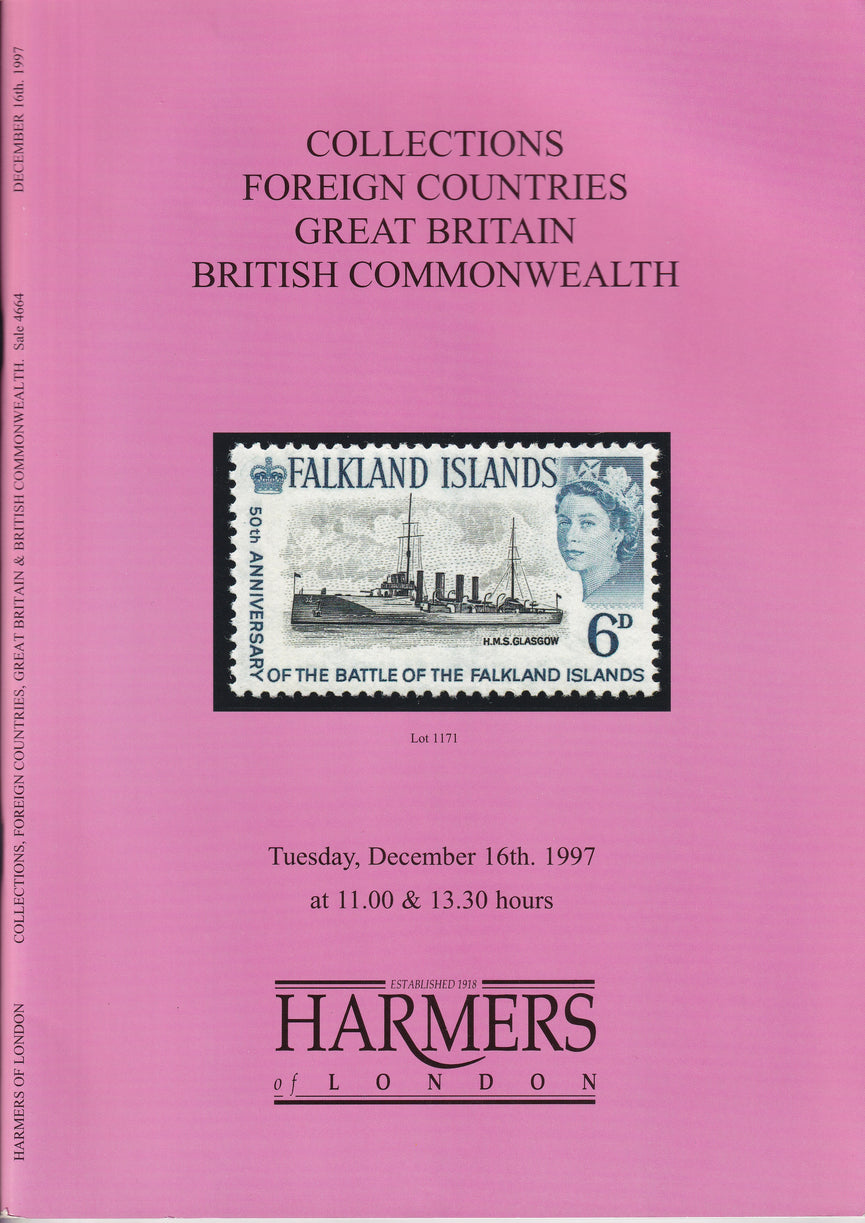 COLLECTIONS
FOREIGN COUNTRIES
GREAT BRITAIN
BRITISH COMMONWEALTH
FALKLAND ISLANDS
50th ANNIVERSARY
OF THE BATTLE OF THE FALKLAND ISLANDS
H.M.S.GLASGOW
6D
Lot 1171
Tuesday, December 16th. 1997
at 11.00 & 13.30 hours
ESTABLISHED 1918
HARMERS
of LONDON
HARMERS OF LONDON COLLECTIONS, FOREIGN COUNTRIES, GREAT BRITAIN & BRITISH COMMONWEALTH. Sale 4664 DECEMBER 16th. 1997